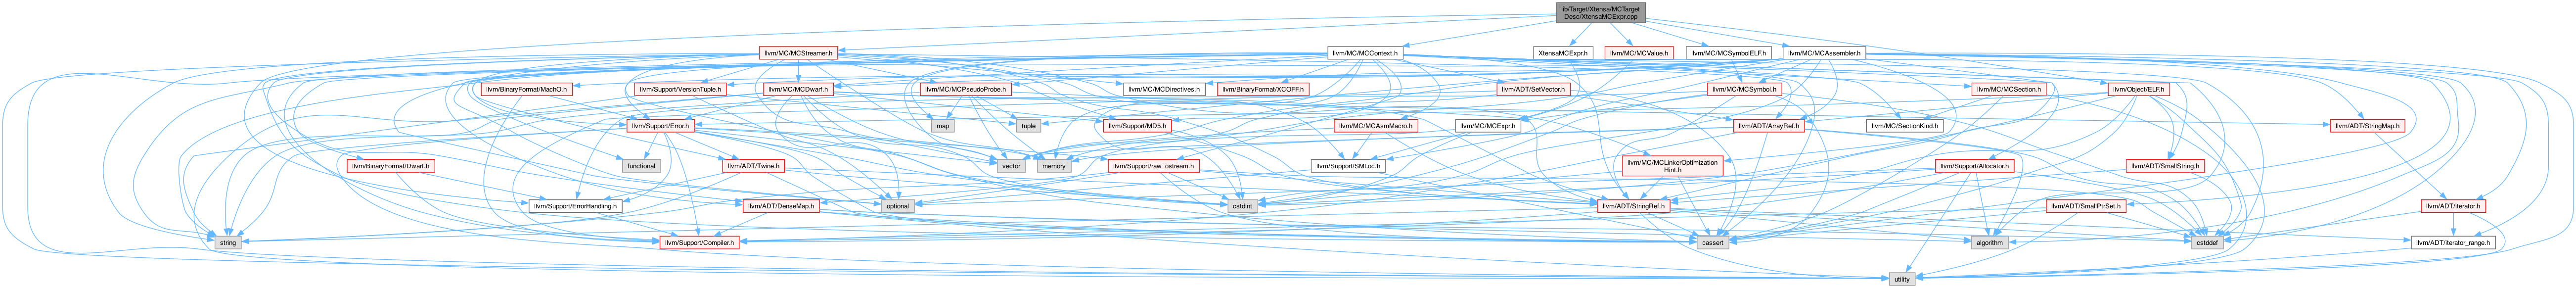 lib/Target/Xtensa/MCTarget
Desc/XtensaMCExpr.cpp
llvm/MC/MCStreamer.h
llvm/MC/MCContext.h
XtensaMCExpr.h
llvm/MC/MCValue.h
llvm/MC/MCSymbolELF.h
llvm/MC/MCAssembler.h
llvm/BinaryFormat/MachO.h
llvm/Support/VersionTuple.h
llvm/MC/MCDwarf.h
llvm/MC/MCPseudoProbe.h
llvm/MC/MCDirectives.h
llvm/BinaryFormat/XCOFF.h
llvm/ADT/SetVector.h
llvm/MC/MCSymbol.h
llvm/MC/MCSection.h
llvm/Object/ELF.h
llvm/Support/Error.h
map
tuple
llvm/Support/MD5.h
llvm/MC/MCAsmMacro.h
llvm/MC/MCExpr.h
llvm/ADT/ArrayRef.h
llvm/MC/SectionKind.h
llvm/ADT/StringMap.h
llvm/BinaryFormat/Dwarf.h
functional
llvm/ADT/Twine.h
vector
memory
llvm/Support/raw_ostream.h
llvm/Support/SMLoc.h
llvm/MC/MCLinkerOptimization
Hint.h
llvm/Support/Allocator.h
llvm/ADT/SmallString.h
llvm/Support/ErrorHandling.h
llvm/ADT/DenseMap.h
optional
cstdint
llvm/ADT/StringRef.h
llvm/ADT/SmallPtrSet.h
llvm/ADT/iterator.h
string
llvm/Support/Compiler.h
cassert
algorithm
cstddef
llvm/ADT/iterator_range.h
utility